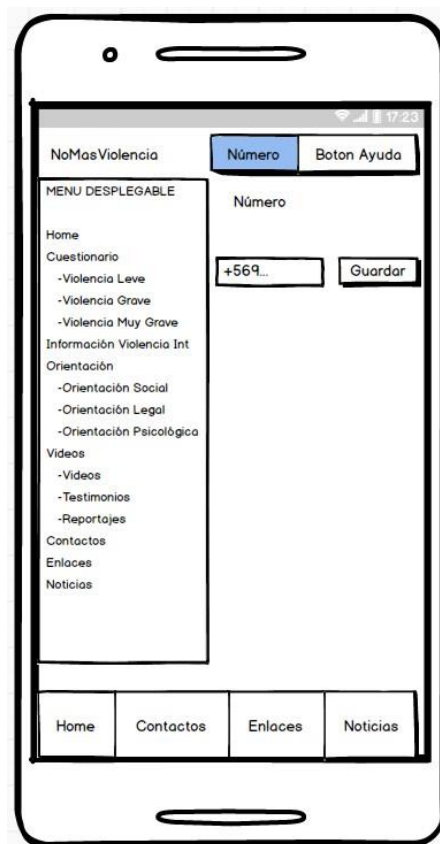 17:23
NoMasViolencia
Número
Boton Ayuda
MENU DESPLEGABLE
Home
Cuestionario
-Violencia Leve
-Violencia Grave
-Violencia Muy Grave
Información Violencia Int
Orientación
-Orientación Social
-Orientación Legal
-Orientación Psicológica
Videos
-Videos
-Testimonios
-Reportajes
Contactos
Enlaces
Noticias
Número
+569...
Guardar
Home
Contactos
Enlaces
Noticias